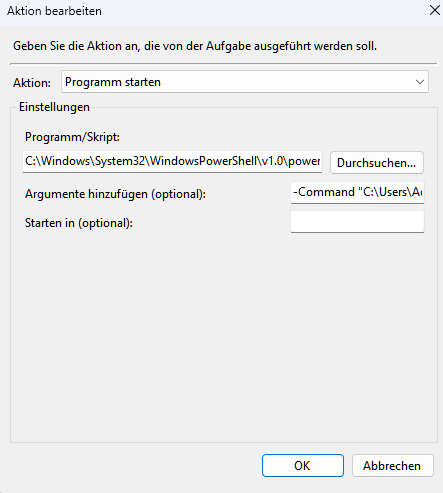 Aktion bearbeiten
Geben Sie die Aktion an, die von der Aufgabe ausgeführt werden soll.
Aktion: Programm starten
Einstellungen
Programm/Skript:
C:\Windows\System32\WindowsPowerShell\v1.0\power Durchsuchen...
Argumente hinzufügen (optional): -Command "C:\Users\Ad
Starten in (optional):
OK Abbrechen